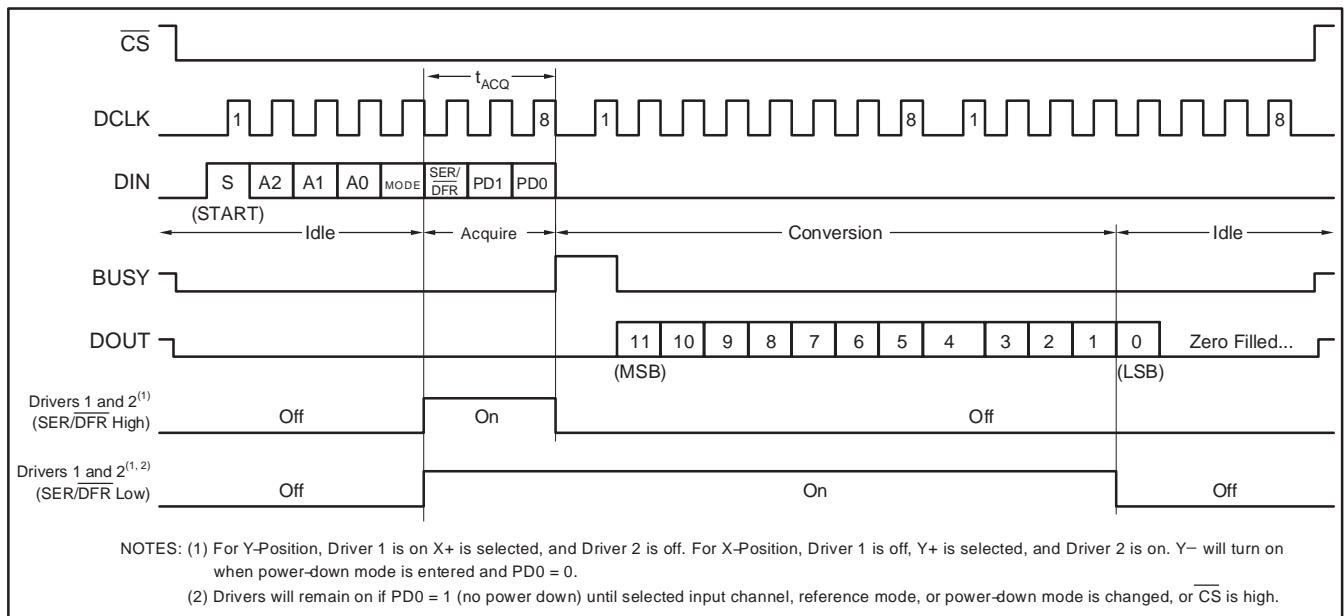 CS
tACQ
DCLK 1 8 1 8 1 8
DIN S A2 A1 A0 MODE SER/DFR PD1 PD0
(START)
Idle Acquire Conversion Idle
BUSY
DOUT 11 10 9 8 7 6 5 4 3 2 1 0 Zero Filled...
(MSB) (LSB)
Drivers 1 and 2(1)
(SER/DFR High)
Off On Off
Drivers 1 and 2(1, 2)
(SER/DFR Low)
Off On Off
NOTES: (1) For Y–Position, Driver 1 is on X+ is selected, and Driver 2 is off. For X–Position, Driver 1 is off, Y+ is selected, and Driver 2 is on. Y– will turn on
when power-down mode is entered and PD0 = 0.
(2) Drivers will remain on if PD0 = 1 (no power down) until selected input channel, reference mode, or power-down mode is changed, or CS is high.